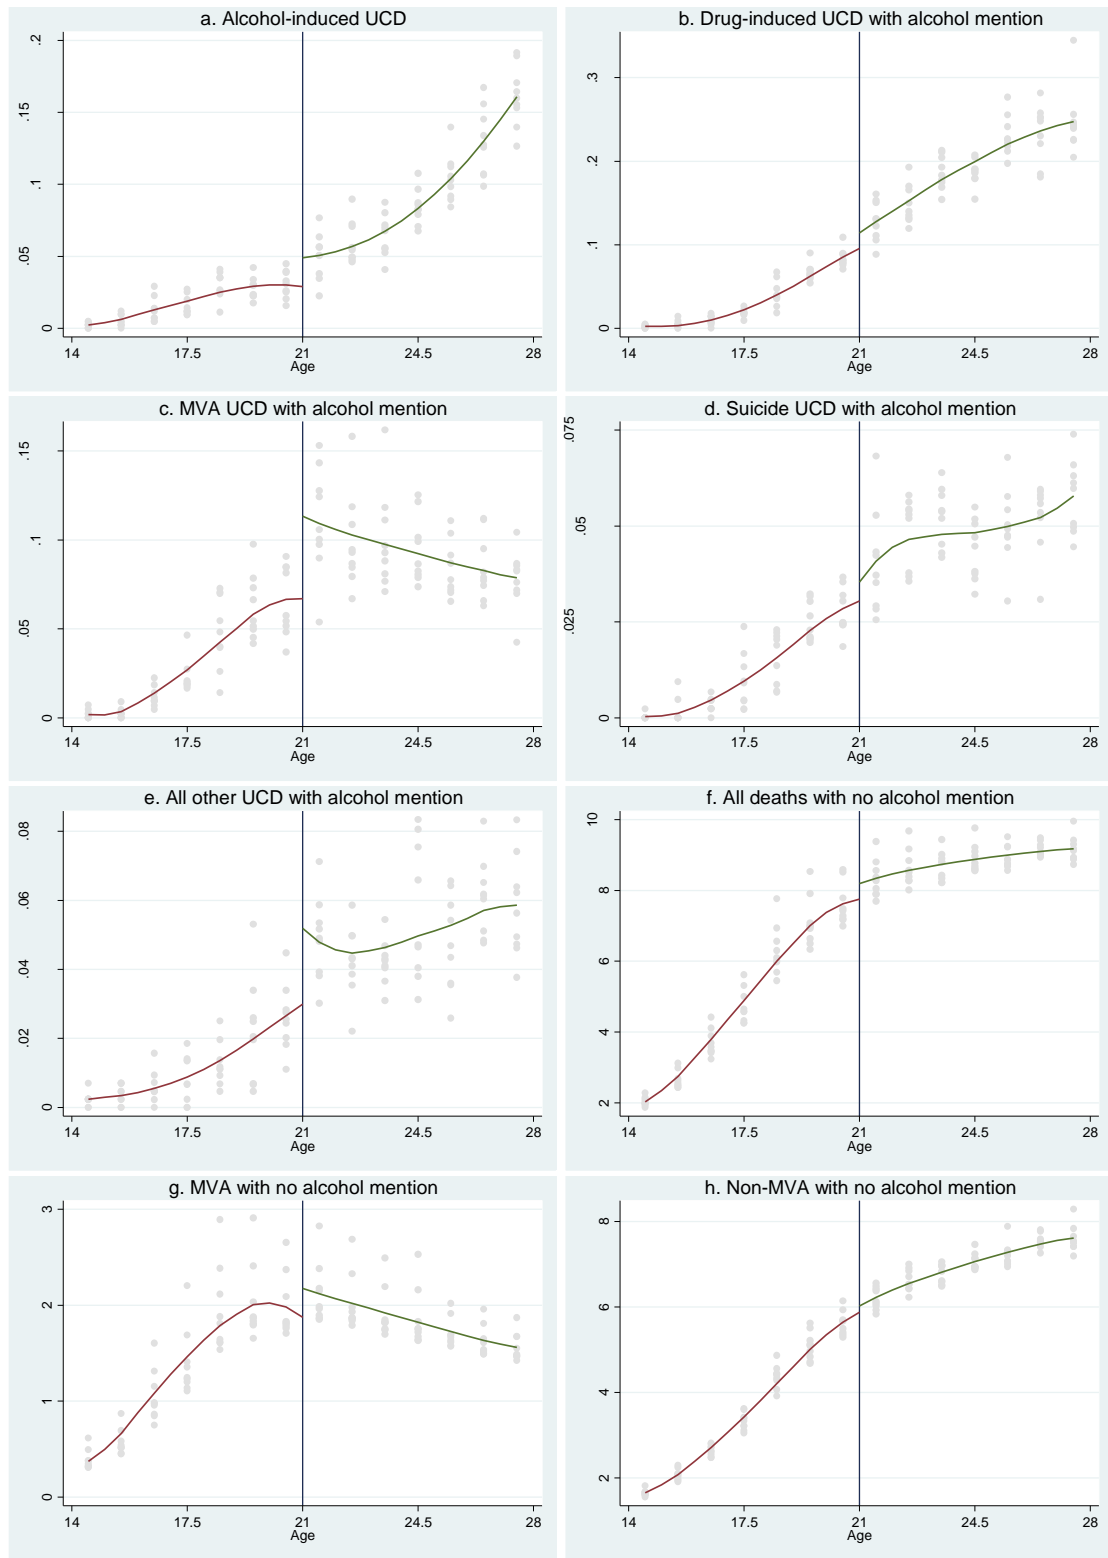 a. Alcohol-induced UCD
.2
.15
.1
.05
0
14 17.5 21 24.5 28
Age
b. Drug-induced UCD with alcohol mention
.3
.2
.1
0
14 17.5 21 24.5 28
Age
c. MVA UCD with alcohol mention
.15
.1
.05
0
14 17.5 21 24.5 28
Age
d. Suicide UCD with alcohol mention
.075
.05
.025
0
14 17.5 21 24.5 28
Age
e. All other UCD with alcohol mention
.08
.06
.04
.02
0
14 17.5 21 24.5 28
Age
f. All deaths with no alcohol mention
10
8
6
4
2
14 17.5 21 24.5 28
Age
g. MVA with no alcohol mention
3
2
1
0
14 17.5 21 24.5 28
Age
h. Non-MVA with no alcohol mention
8
6
4
2
14 17.5 21 24.5 28
Age